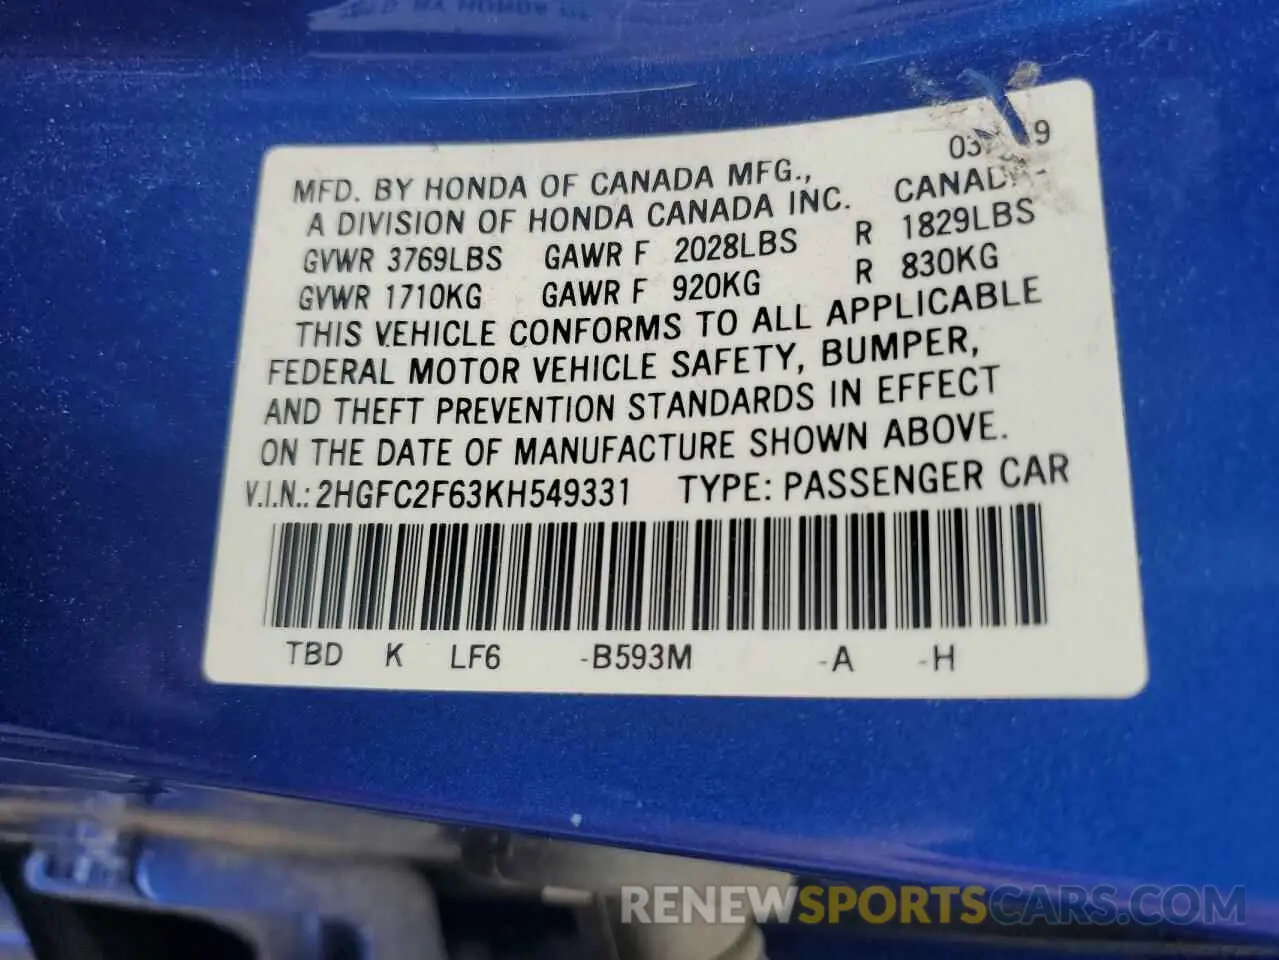 MFD. BY HONDA OF CANADA MFG.,
A DIVISION OF HONDA CANADA INC. CANADA
GVWR 3769LBS GAWR F 2028LBS R 1829LBS
GVWR 1710KG GAWR F 920KG R 830KG
THIS VEHICLE CONFORMS TO ALL APPLICABLE
FEDERAL MOTOR VEHICLE SAFETY, BUMPER,
AND THEFT PREVENTION STANDARDS IN EFFECT
ON THE DATE OF MANUFACTURE SHOWN ABOVE.
V.I.N.: 2HGFC2F63KH549331 TYPE: PASSENGER CAR
TBD K LF6 -B593M -A -H
RENEWSPORTSCARS.COM